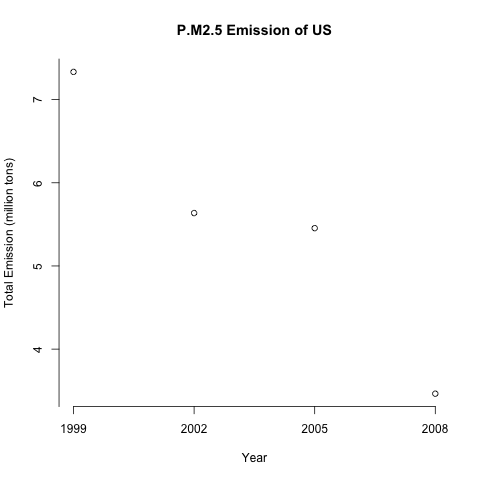 P.M2.5 Emission of US
Total Emission (million tons)
7
6
5
4
1999 2002 2005 2008
Year